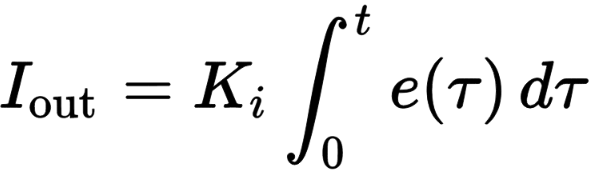 I_out = K_i ∫_0^t e(τ) dτ